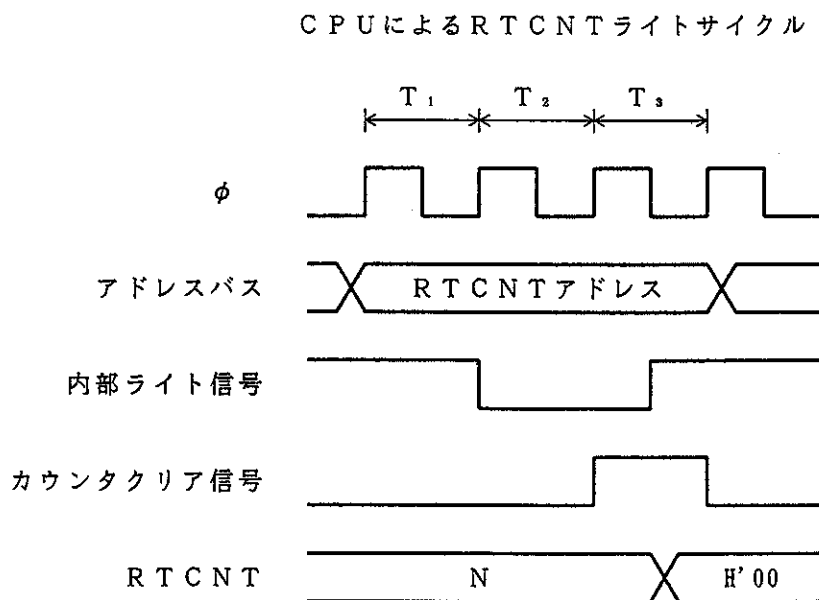 CPUによるRTCNTライトサイクル
T₁ T₂ T₃
φ
アドレスバス
RTCNTアドレス
内部ライト信号
カウンタクリア信号
RTCNT
N
H'00